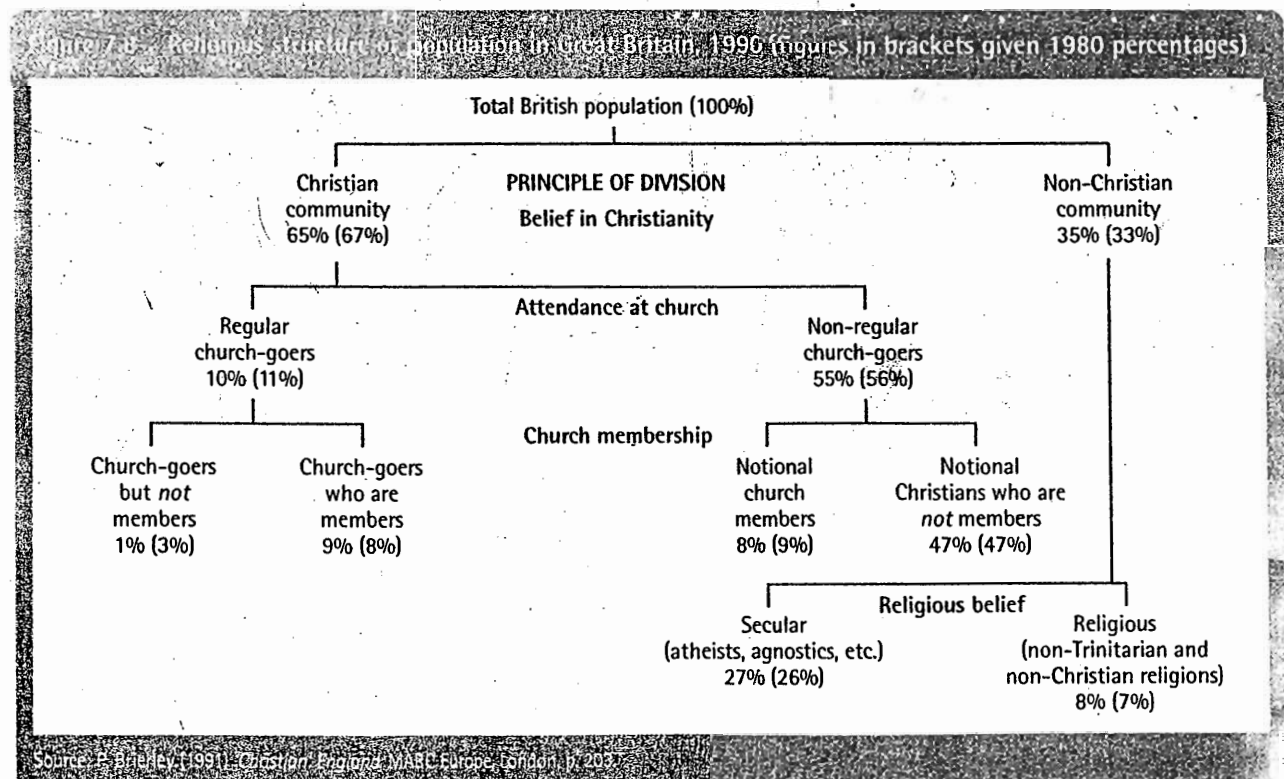 Figure 7.8 Religious structure of population in Great Britain, 1990 (figures in brackets given 1980 percentages)
Total British population (100%)
Christian
community
65% (67%)
PRINCIPLE OF DIVISION
Belief in Christianity
Non-Christian
community
35% (33%)
Attendance at church
Regular
church-goers
10% (11%)
Non-regular
church-goers
55% (56%)
Church membership
Church-goers
but not
members
1% (3%)
Church-goers
who are
members
9% (8%)
Notional
church
members
8% (9%)
Notional
Christians who are
not members
47% (47%)
Religious belief
Secular
(atheists, agnostics, etc.)
27% (26%)
Religious
(non-Trinitarian and
non-Christian religions)
8% (7%)
Source: P. Brierley (1991) Christian England MARC Europe, London, p. 203